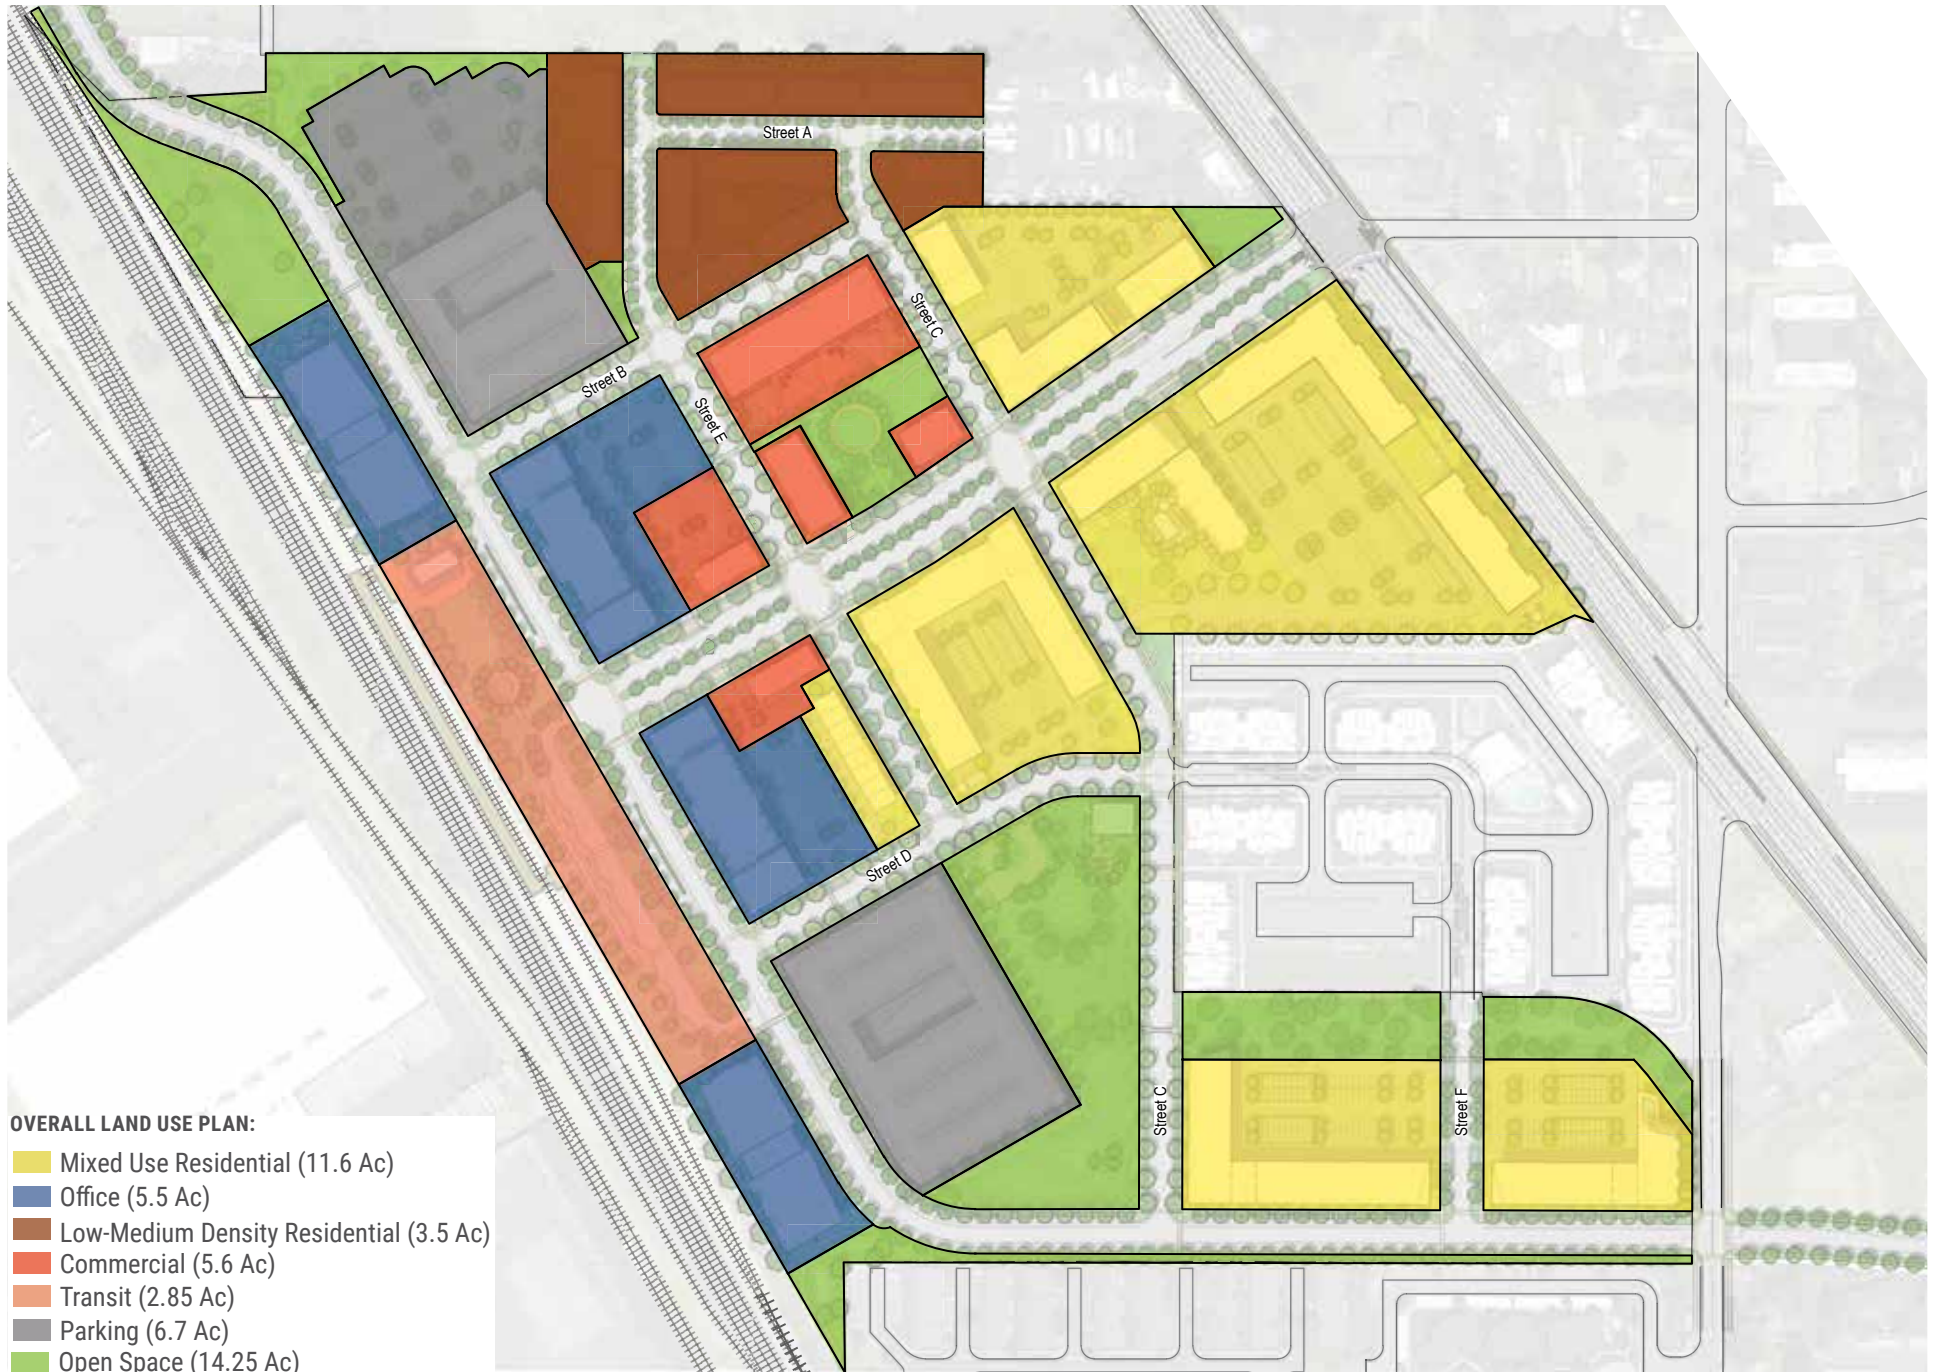 Street A
Street C
Street B
Street E
Street D
Street C
Street F
OVERALL LAND USE PLAN:
Mixed Use Residential (11.6 Ac)
Office (5.5 Ac)
Low-Medium Density Residential (3.5 Ac)
Commercial (5.6 Ac)
Transit (2.85 Ac)
Parking (6.7 Ac)
Open Space (14.25 Ac)